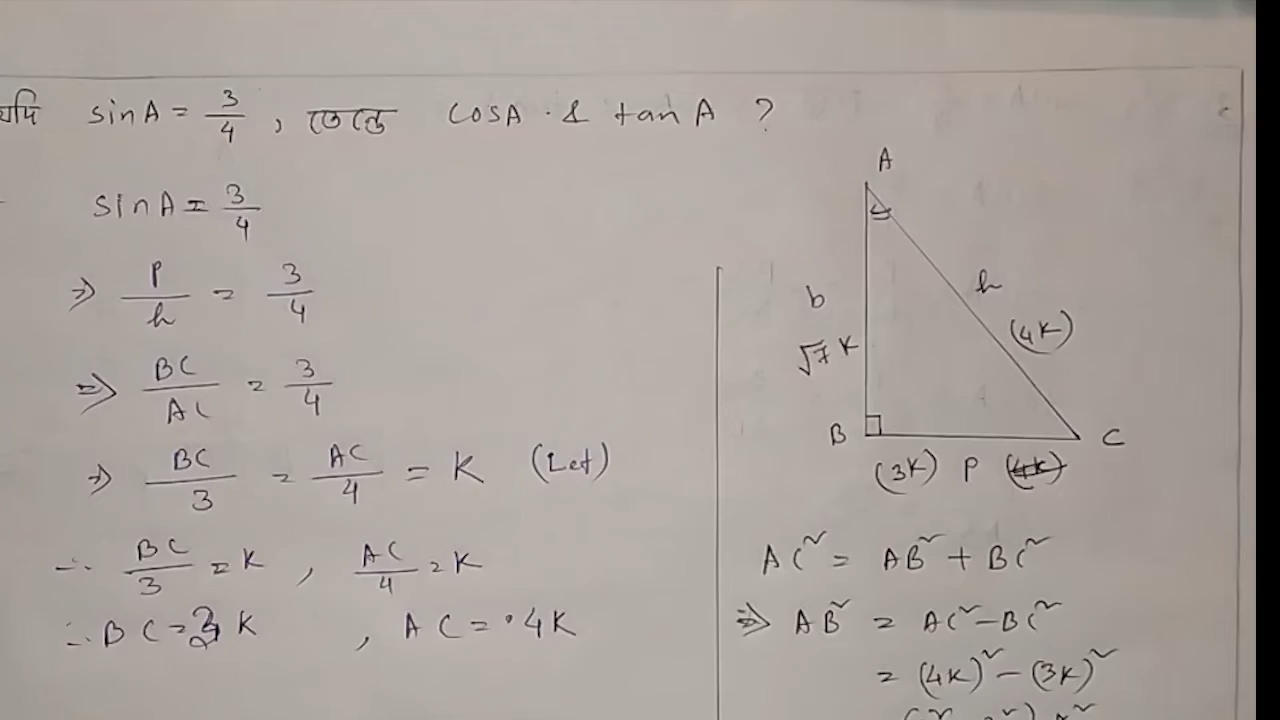 যদি sinA = 3/4, তেন্তে cosA · & tanA ?
sinA = 3/4
⇒ P/h = 3/4
⇒ BC/AC = 3/4
⇒ BC/3 = AC/4 = K (Let)
∴ BC/3 = K , AC/4 = K
∴ BC = 3K , AC = ·4K
A
b
h
√7 K
(4K)
B
C
(3K) P (4K)
AC² = AB² + BC²
⇒ AB² = AC² − BC²
= (4K)² − (3K)²